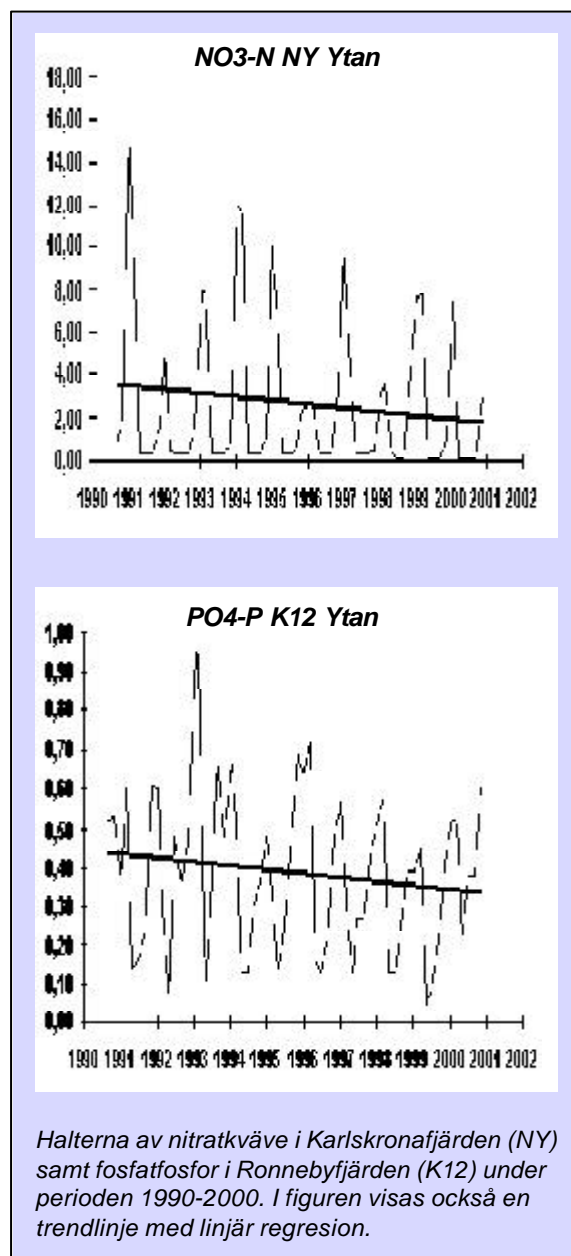 NO3-N NY Ytan
18.00
16.00
14.00
12.00
10.00
8.00
6.00
4.00
2.00
0.00
1990 1991 1992 1993 1994 1995 1996 1997 1998 1999 2000 2001 2002
PO4-P K12 Ytan
1,00
0,90
0,80
0,70
0,60
0,50
0,40
0,30
0,20
0,10
0,00
1990 1991 1992 1993 1994 1995 1996 1997 1998 1999 2000 2001 2002
Halterna av nitratkväve i Karlskronafjärden (NY)
samt fosfatfosfor i Ronnebyfjärden (K12) under
perioden 1990-2000. I figuren visas också en
trendlinje med linjär regresion.